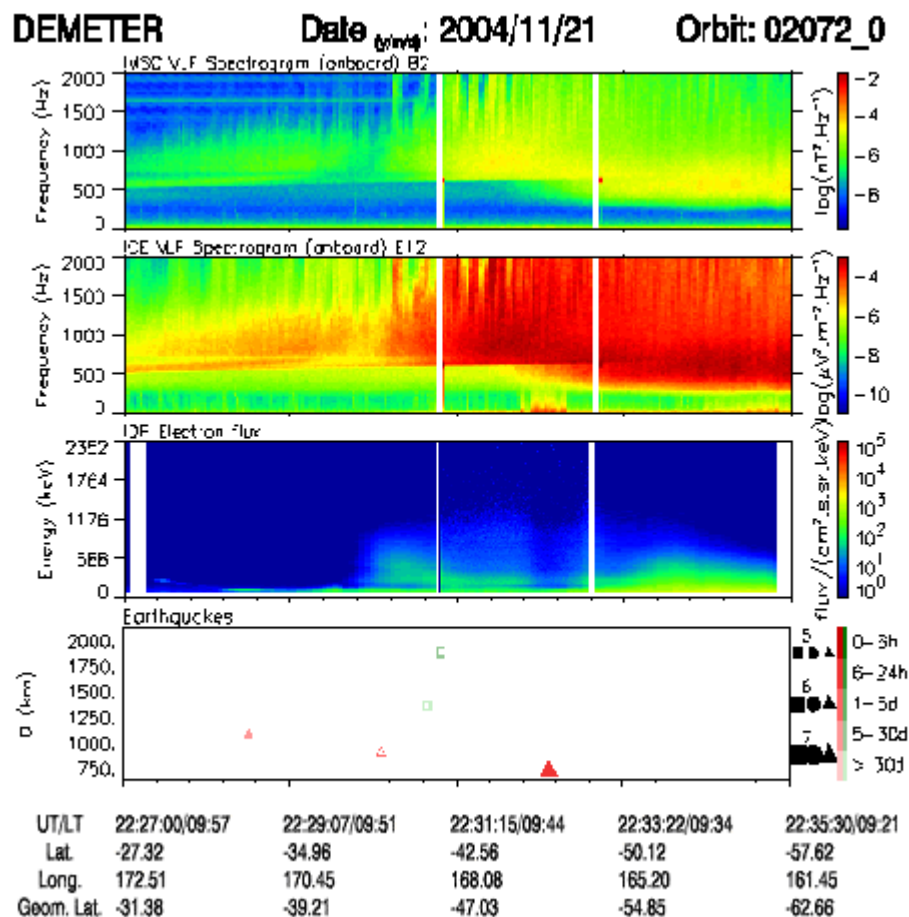 DEMETER Date (y/m/d): 2004/11/21 Orbit: 02072_0
IMSC VLF Spectrogram (onboard) B2
Frequency (Hz)
2000
1500
1000
500
0
-2
-4
-6
-8
log(nT².Hz⁻¹)
ICE VLF Spectrogram (onboard) E12
Frequency (Hz)
2000
1500
1000
500
0
-4
-6
-8
-10
log(μV².m⁻².Hz⁻¹)
IDP Electron flux
Energy (keV)
2352
1764
1176
588
0
10⁵
10⁴
10³
10²
10¹
10⁰
flux /(cm².s.sr.keV)
Earthquakes
D (km)
2000.
1750.
1500.
1250.
1000.
750.
5
6
7
0-6h
6-24h
1-5d
5-30d
> 30d
UT/LT 22:27:00/09:57 22:29:07/09:51 22:31:15/09:44 22:33:22/09:34 22:35:30/09:21
Lat. -27.32 -34.96 -42.56 -50.12 -57.62
Long. 172.51 170.45 168.08 165.20 161.45
Geom. Lat. -31.38 -39.21 -47.03 -54.85 -62.66